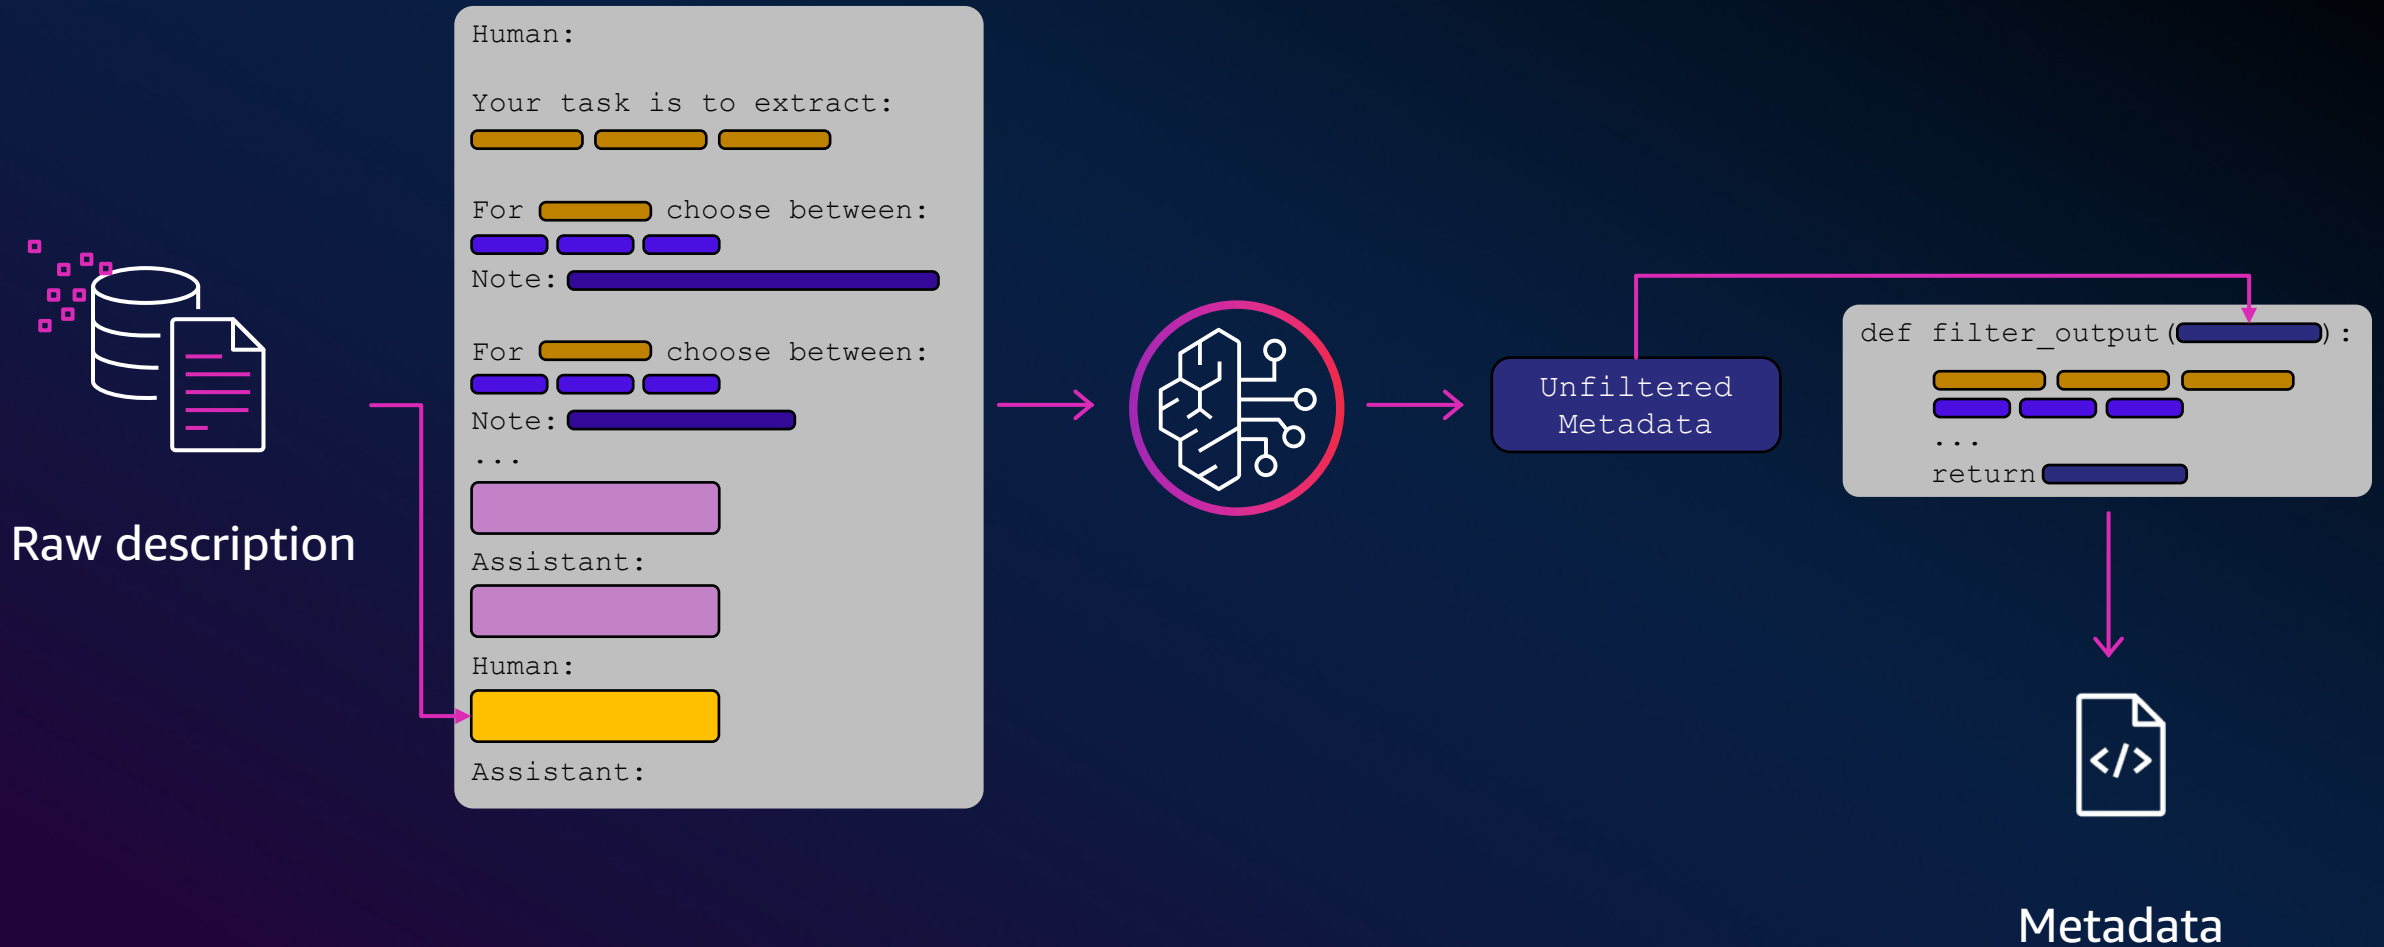 Raw description
Human:
Your task is to extract:
For choose between:
Note:
For choose between:
Note:
...
Assistant:
Human:
Assistant:
Unfiltered
Metadata
def filter_output( ):
...
return
</>
Metadata